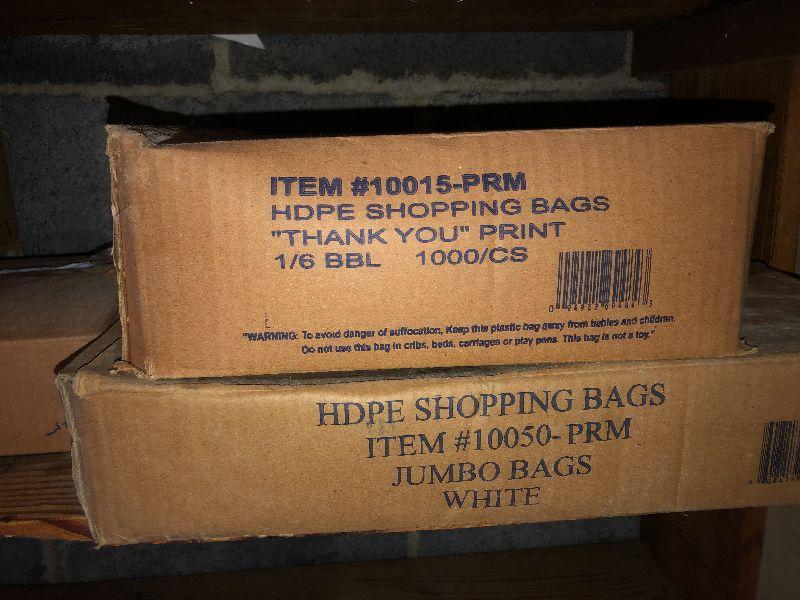 ITEM #10015-PRM
HDPE SHOPPING BAGS
"THANK YOU" PRINT
1/6 BBL 1000/CS
"WARNING: To avoid danger of suffocation, Keep this plastic bag away from babies and children.
Do not use this bag in cribs, beds, carriages or play pens. This bag is not a toy."
HDPE SHOPPING BAGS
ITEM #10050-PRM
JUMBO BAGS
WHITE